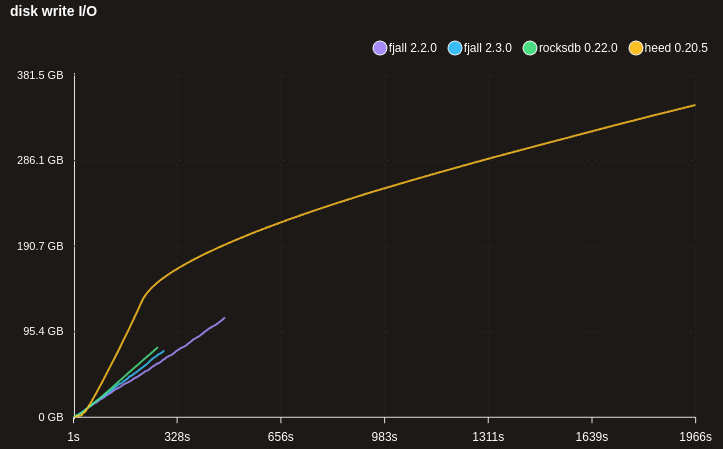 disk write I/O
fjall 2.2.0 fjall 2.3.0 rocksdb 0.22.0 heed 0.20.5
381.5 GB
286.1 GB
190.7 GB
95.4 GB
0 GB
1s 328s 656s 983s 1311s 1639s 1966s